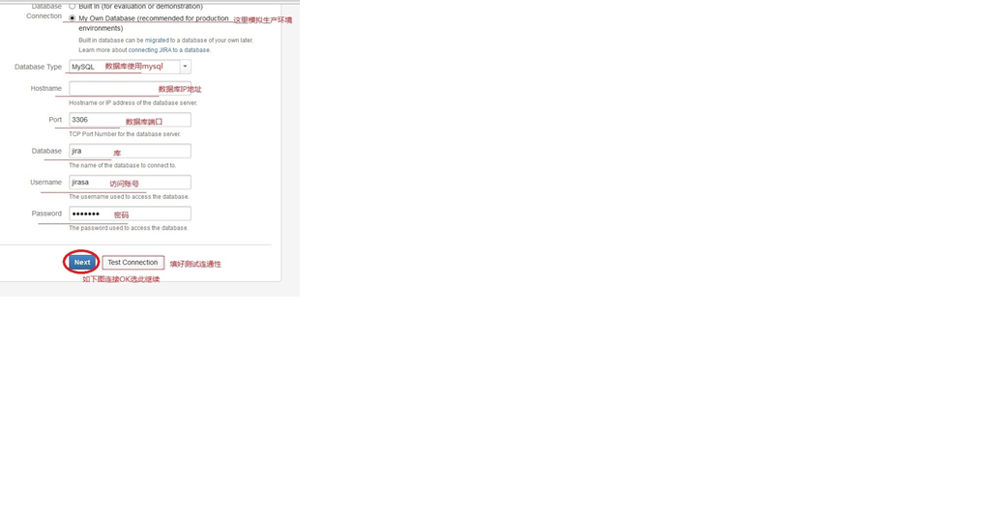 Database Built In (for evaluation or demonstration)
Connection My Own Database (recommended for production 这里模拟生产环境
environments)
Built in database can be migrated to a database of your own later.
Learn more about connecting JIRA to a database.
Database Type MySQL 数据库使用mysql
Hostname 数据库IP地址
Hostname or IP address of the database server.
Port 3306 数据库端口
TCP Port Number for the database server.
Database jira 库
The name of the database to connect to.
Username jirasa 访问账号
The username used to access the database.
Password ••••••• 密码
The password used to access the database.
Next Test Connection 填好测试连通性
如下图连接OK选此继续